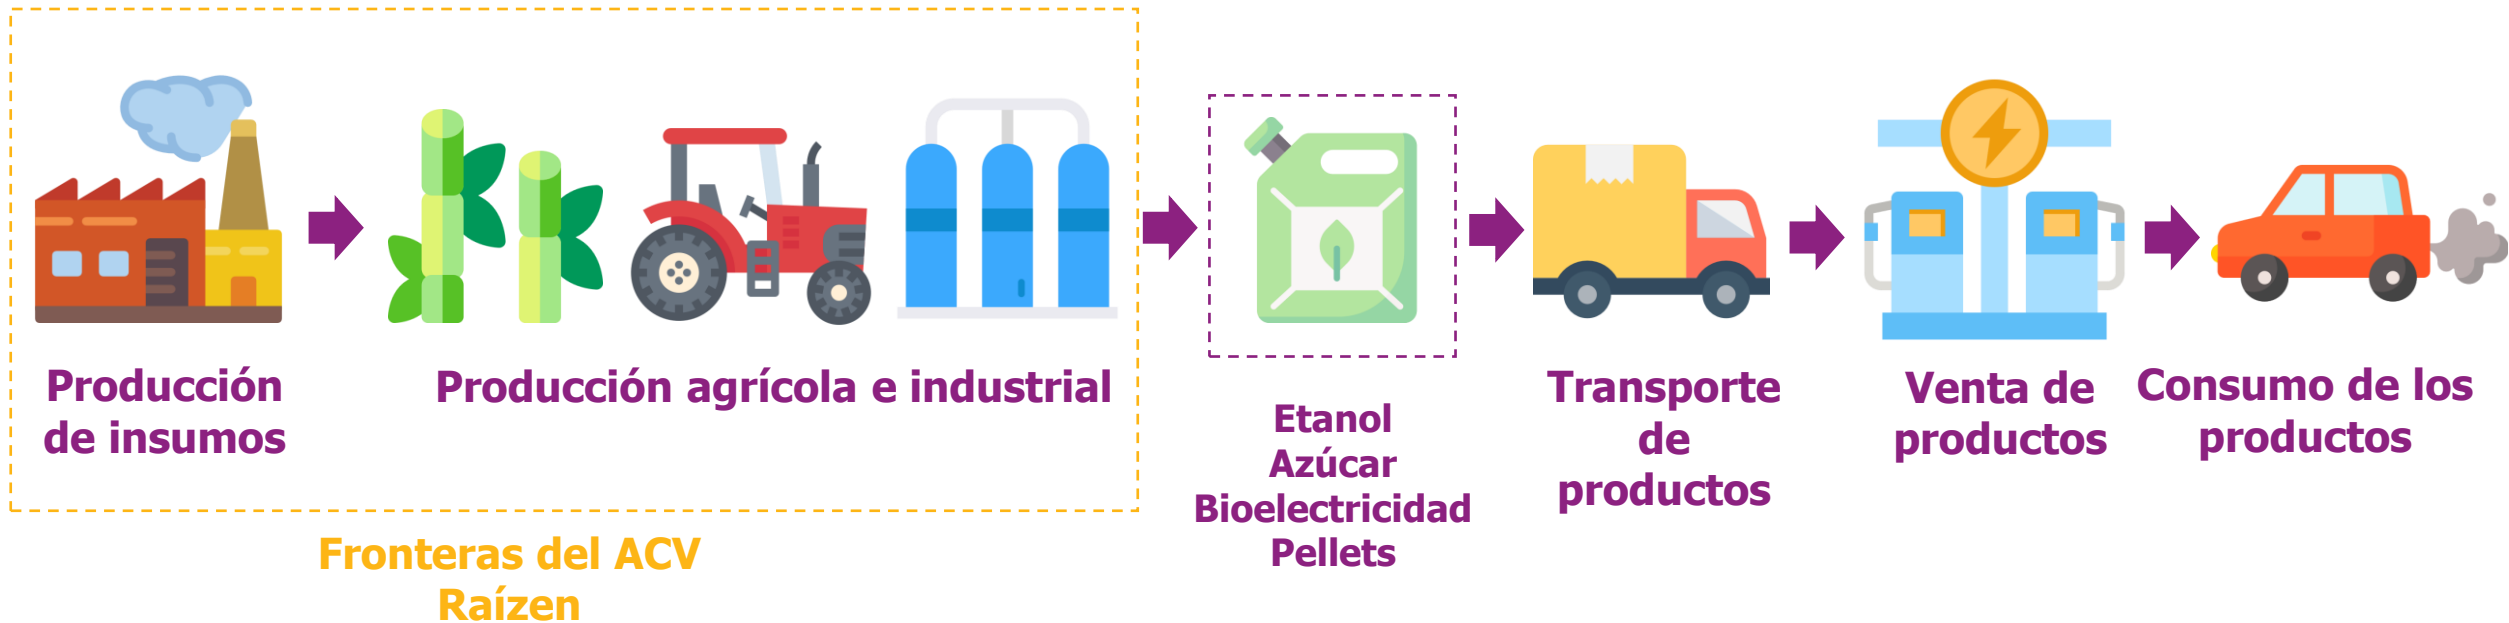 Producción
de insumos
Producción agrícola e industrial
Fronteras del ACV
Raízen
Etanol
Azúcar
Bioelectricidad
Pellets
Transporte
de
productos
Venta de
productos
Consumo de los
productos